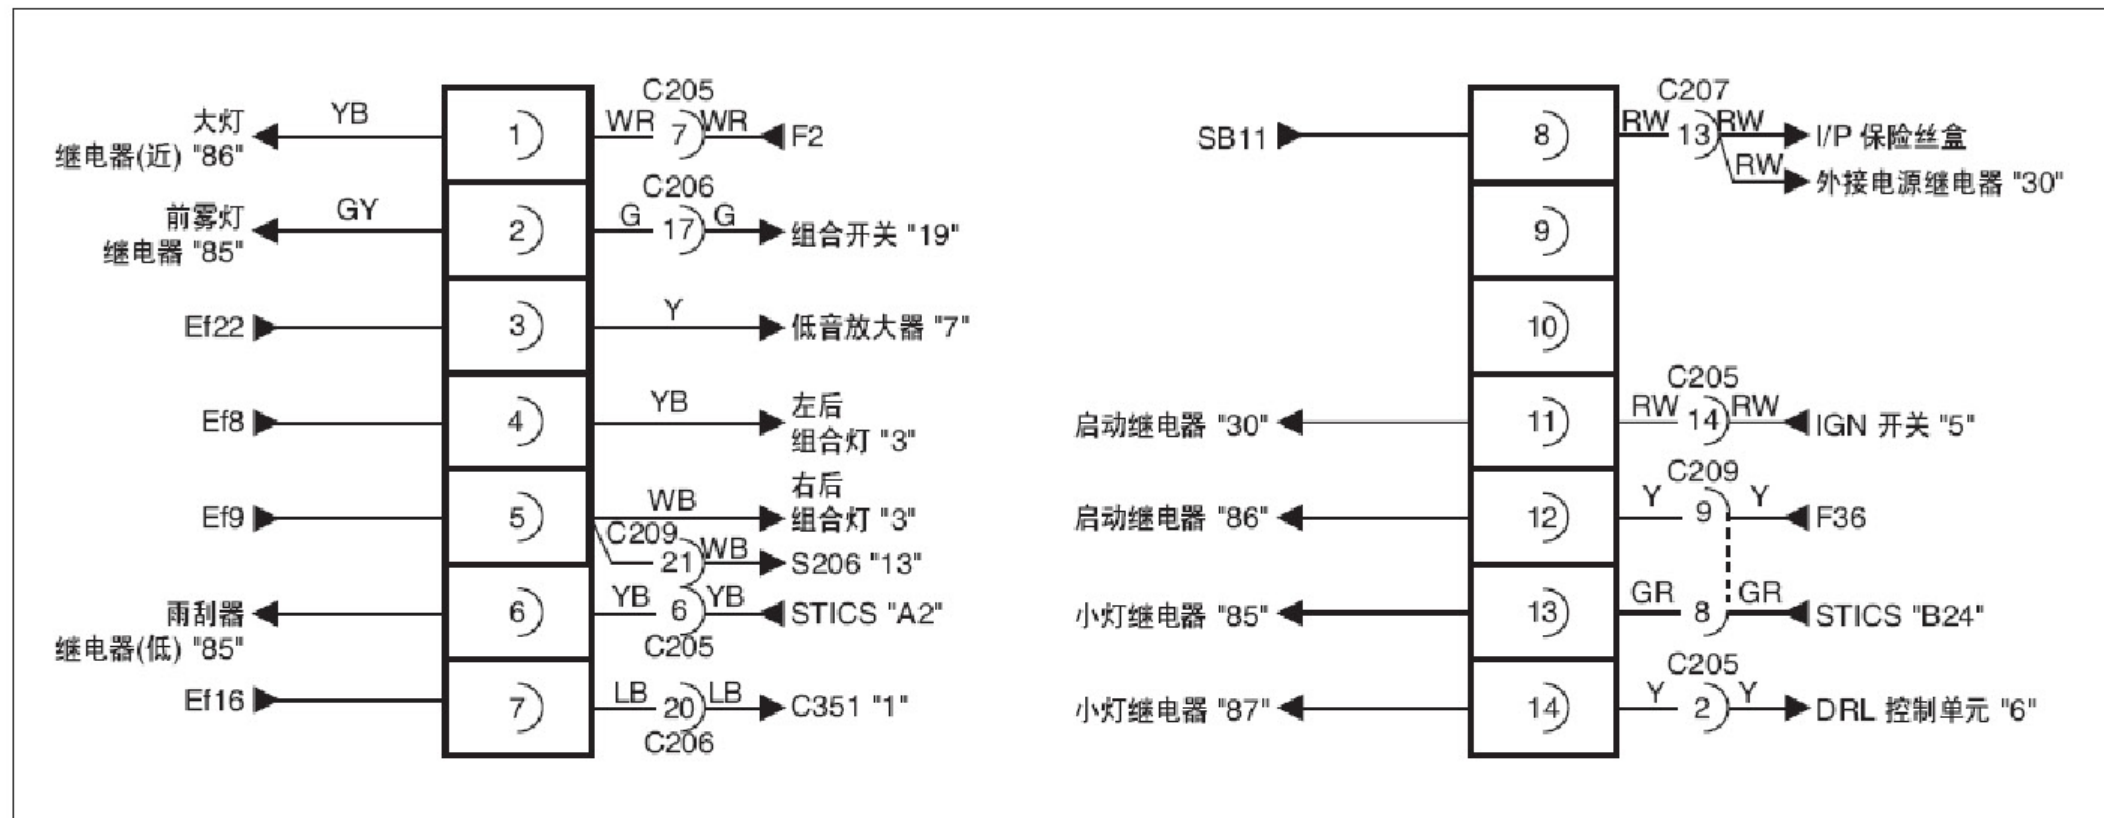 大灯
继电器(近) "86"
YB
1
WR
C205
7
WR
F2
前雾灯
继电器 "85"
GY
2
G
C206
17
G
组合开关 "19"
Ef22
3
Y
低音放大器 "7"
Ef8
4
YB
左后
组合灯 "3"
Ef9
5
WB
右后
组合灯 "3"
C209
21
WB
S206 "13"
雨刮器
继电器(低) "85"
6
YB
6
YB
C205
STICS "A2"
Ef16
7
LB
20
LB
C206
C351 "1"
SB11
8
RW
C207
13
RW
I/P 保险丝盒
RW
外接电源继电器 "30"
9
10
启动继电器 "30"
11
RW
C205
14
RW
IGN 开关 "5"
启动继电器 "86"
12
Y
C209
9
Y
F36
小灯继电器 "85"
13
GR
8
GR
STICS "B24"
小灯继电器 "87"
14
Y
C205
2
Y
DRL 控制单元 "6"